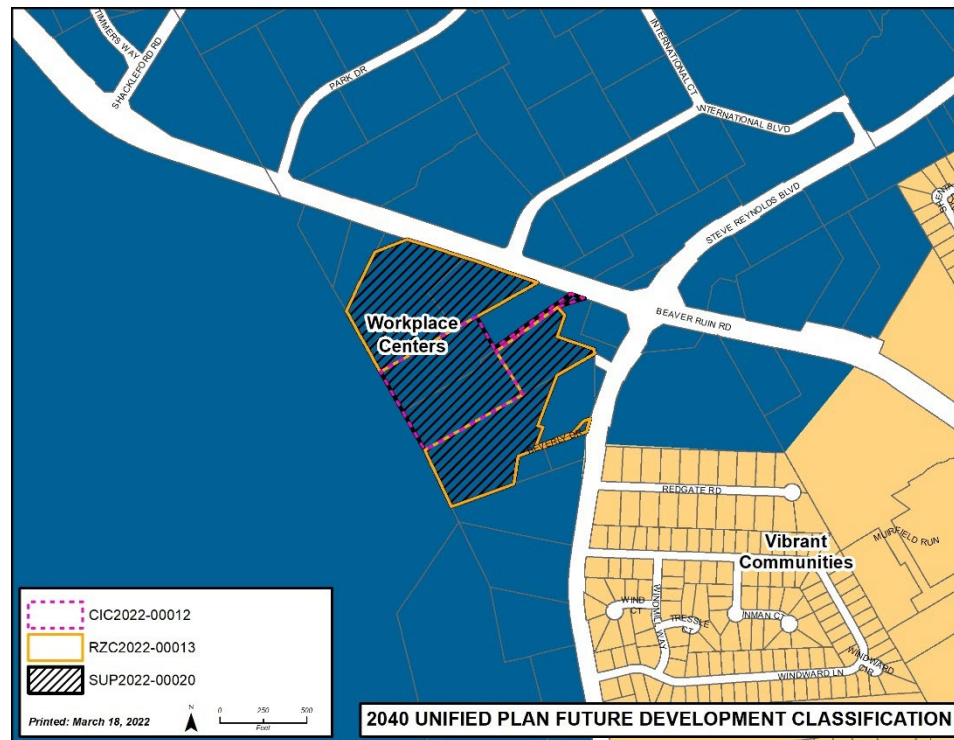 TIMMERS WAY
SHACKLEFORD RD
PARK DR
INTERNATIONAL CT
INTERNATIONAL BLVD
STEVE REYNOLDS BLVD
BEAVER RUIN RD
Workplace
Centers
REDGATE RD
MUIRFIELD RUN
Vibrant
Communities
WIND
CT
WINDMILL WAY
TRESSLE
CT
INMAN CT
WINDWARD
CIR
WINDWARD LN
CIC2022-00012
RZC2022-00013
SUP2022-00020
Printed: March 18, 2022
N
0 250 500
Feet
2040 UNIFIED PLAN FUTURE DEVELOPMENT CLASSIFICATION